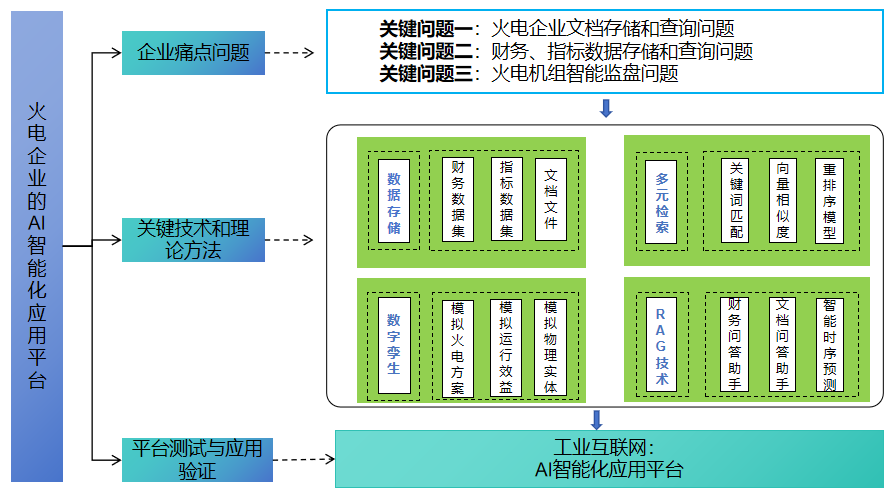 火电企业的AI智能化应用平台
企业痛点问题
关键问题一：火电企业文档存储和查询问题
关键问题二：财务、指标数据存储和查询问题
关键问题三：火电机组智能监盘问题
关键技术和理
论方法
数据存储
财务数据集
指标数据集
文档文件
多元检索
关键词匹配
向量相似度
重排序模型
数字孪生
模拟火电方案
模拟运行效益
模拟物理实体
RAG技术
财务问答助手
文档问答助手
智能时序预测
平台测试与应用
验证
工业互联网：
AI智能化应用平台